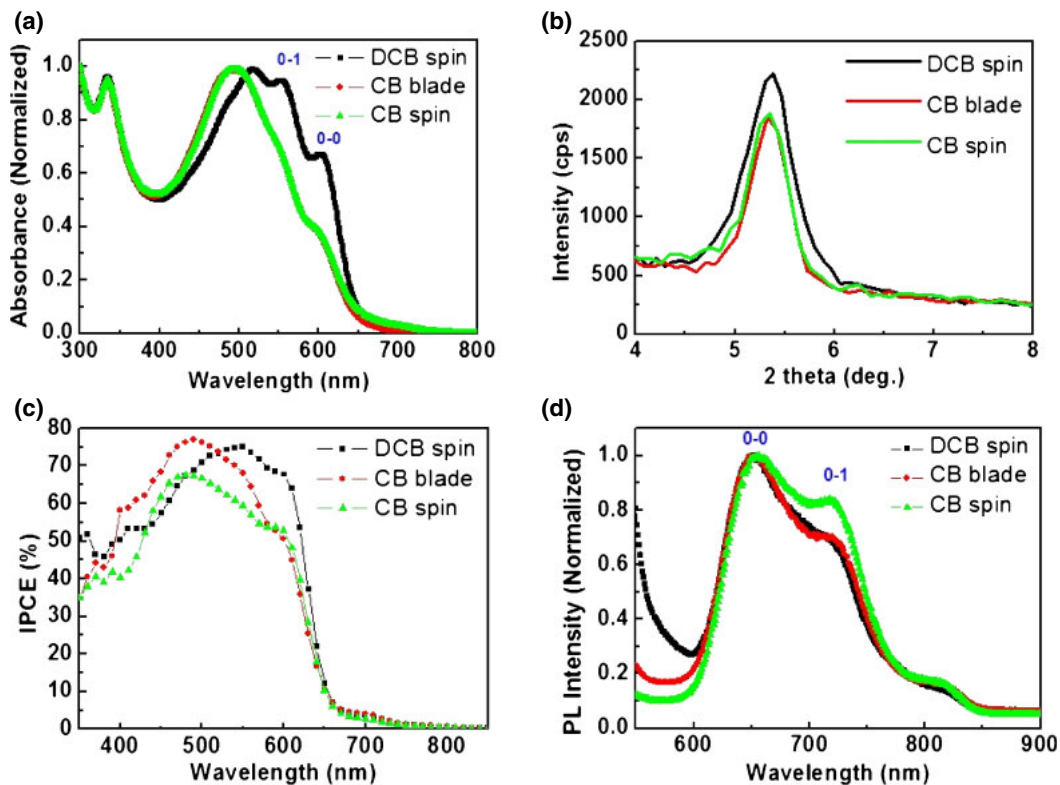 (a)
Absorbance (Normalized)
1.0
0.8
0.6
0.4
0.2
0.0
300 400 500 600 700 800
Wavelength (nm)
0-1
0-0
DCB spin
CB blade
CB spin
(b)
Intensity (cps)
2500
2000
1500
1000
500
0
4 5 6 7 8
2 theta (deg.)
DCB spin
CB blade
CB spin
(c)
IPCE (%)
80
70
60
50
40
30
20
10
0
400 500 600 700 800
Wavelength (nm)
DCB spin
CB blade
CB spin
(d)
PL Intensity (Normalized)
1.0
0.8
0.6
0.4
0.2
0.0
600 700 800 900
Wavelength (nm)
0-0
0-1
DCB spin
CB blade
CB spin